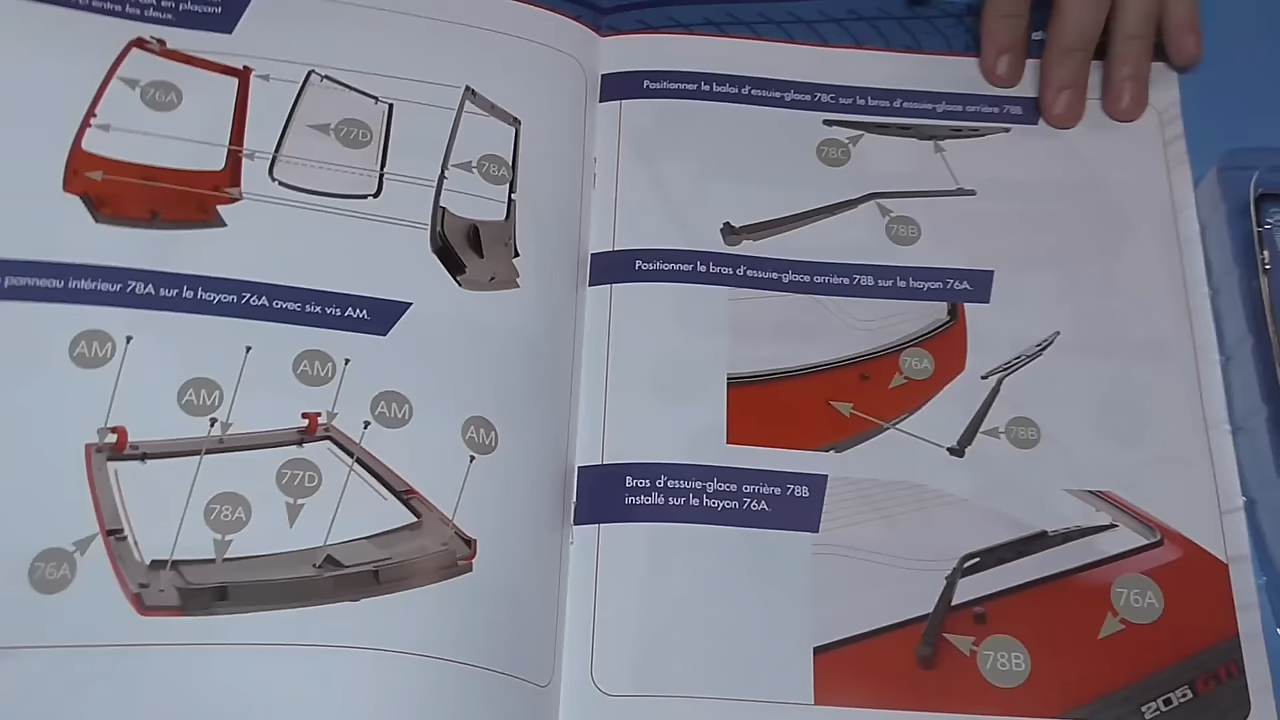 en plaçant
entre les deux.
76A
77D
78A
panneau intérieur 78A sur le hayon 76A avec six vis AM.
AM
AM
AM
AM
AM
77D
78A
76A
Positionner le balai d'essuie-glace 78C sur le bras d'essuie-glace arrière 78B
78C
78B
Positionner le bras d'essuie-glace arrière 78B sur le hayon 76A.
76A
78B
Bras d'essuie-glace arrière 78B
installé sur le hayon 76A.
76A
78B
205 GTI